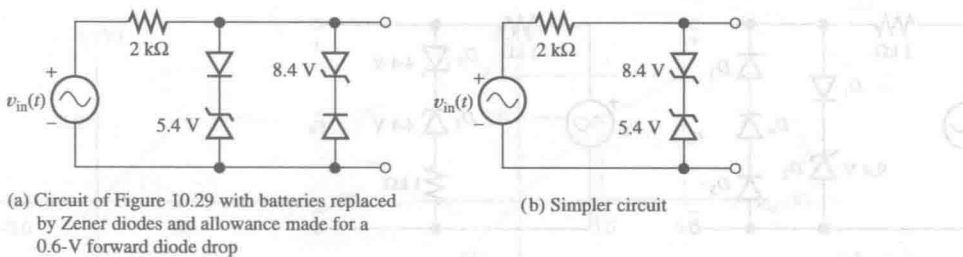 2 kΩ
8.4 V
+
v_in(t)
−
5.4 V
(a) Circuit of Figure 10.29 with batteries replaced
by Zener diodes and allowance made for a
0.6-V forward diode drop
2 kΩ
8.4 V
+
v_in(t)
−
5.4 V
(b) Simpler circuit